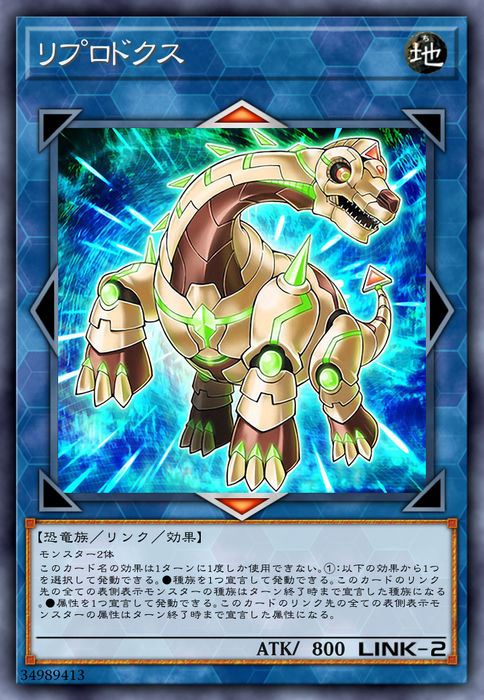 リプロドクス
ち
地
【恐竜族／リンク／効果】
モンスター2体
このカード名の効果は1ターンに1度しか使用できない。①：以下の効果から1つ
を選択して発動できる。●種族を1つ宣言して発動できる。このカードのリンク
先の全ての表側表示モンスターの種族はターン終了時まで宣言した種族にな
る。●属性を1つ宣言して発動できる。このカードのリンク先の全ての表側表示モ
ンスターの属性はターン終了時まで宣言した属性になる。
ATK/ 800 LINK-2
34989413